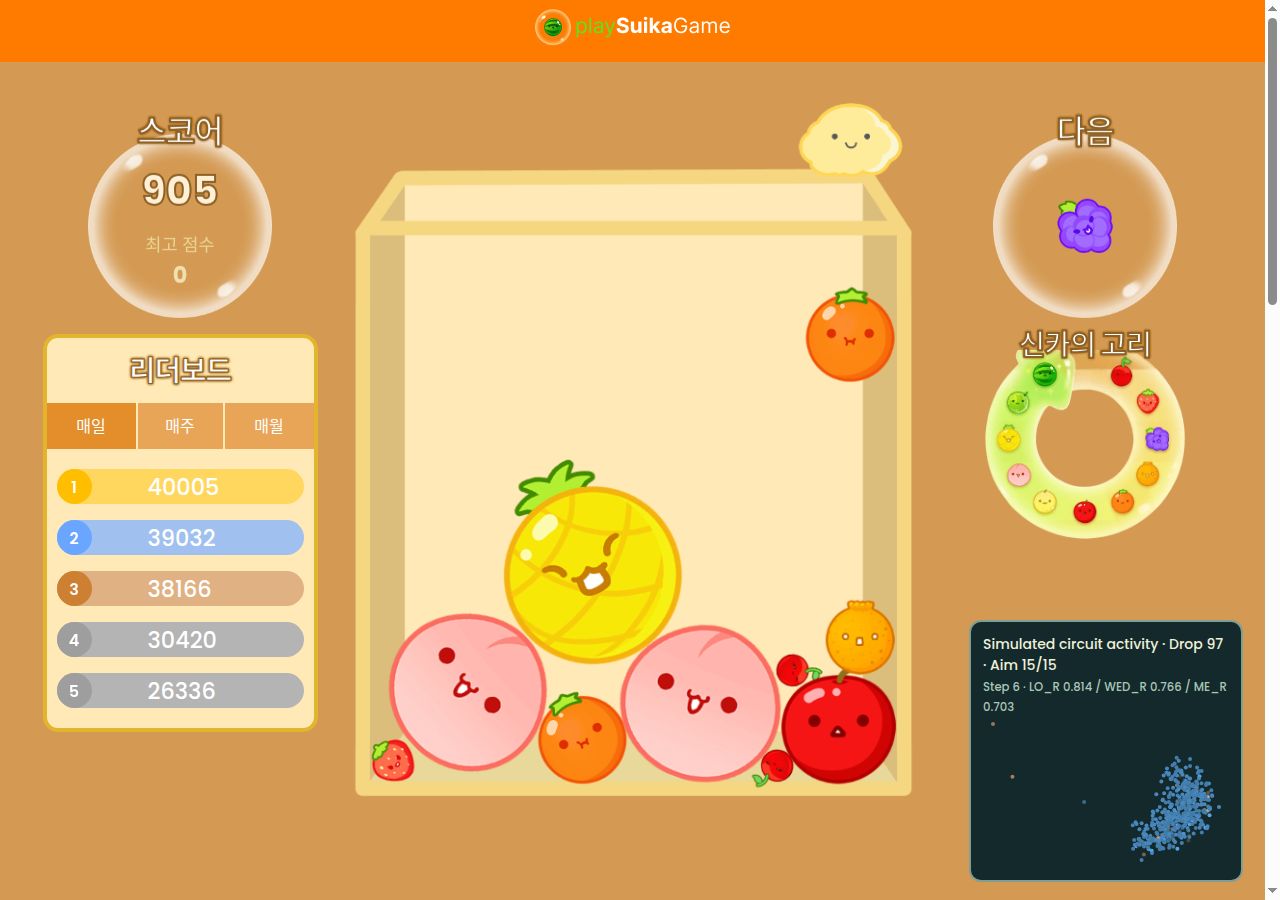 playSuikaGame
스코어
905
최고 점수
0
리더보드
매일 매주 매월
1 40005
2 39032
3 38166
4 30420
5 26336
다음
신카의 고리
Simulated circuit activity · Drop 97
· Aim 15/15
Step 6 · LO_R 0.814 / WED_R 0.766 / ME_R
0.703